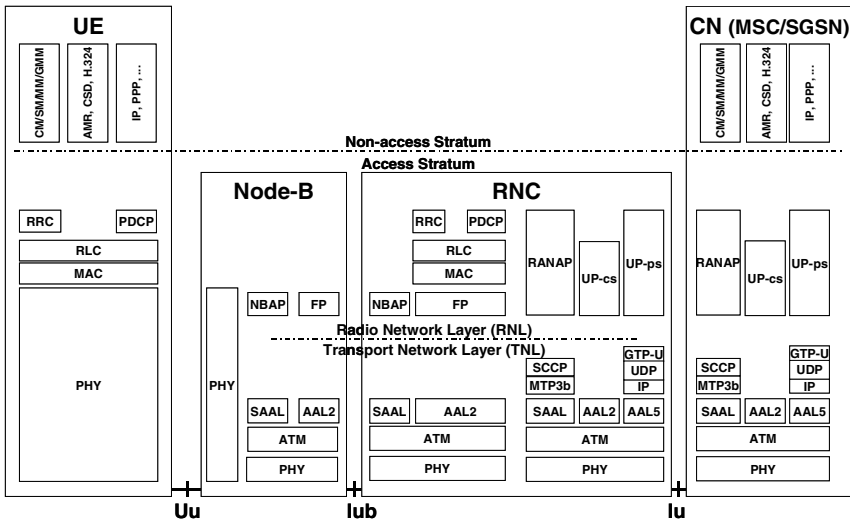 UE
CN (MSC/SGSN)
CM/SM/MM/GMM
AMR, CSD, H.324
IP, PPP, ...
CM/SM/MM/GMM
AMR, CSD, H.324
IP, PPP, ...
Non-access Stratum
Access Stratum
Node-B
RNC
RRC
PDCP
RLC
MAC
PHY
PHY
NBAP
FP
SAAL
AAL2
ATM
PHY
RRC
PDCP
RLC
MAC
NBAP
FP
Radio Network Layer (RNL)
Transport Network Layer (TNL)
SAAL
AAL2
ATM
PHY
RANAP
UP-cs
UP-ps
SCCP
MTP3b
GTP-U
UDP
IP
SAAL
AAL2
AAL5
ATM
PHY
RANAP
UP-cs
UP-ps
SCCP
MTP3b
GTP-U
UDP
IP
SAAL
AAL2
AAL5
ATM
PHY
Uu
Iub
Iu